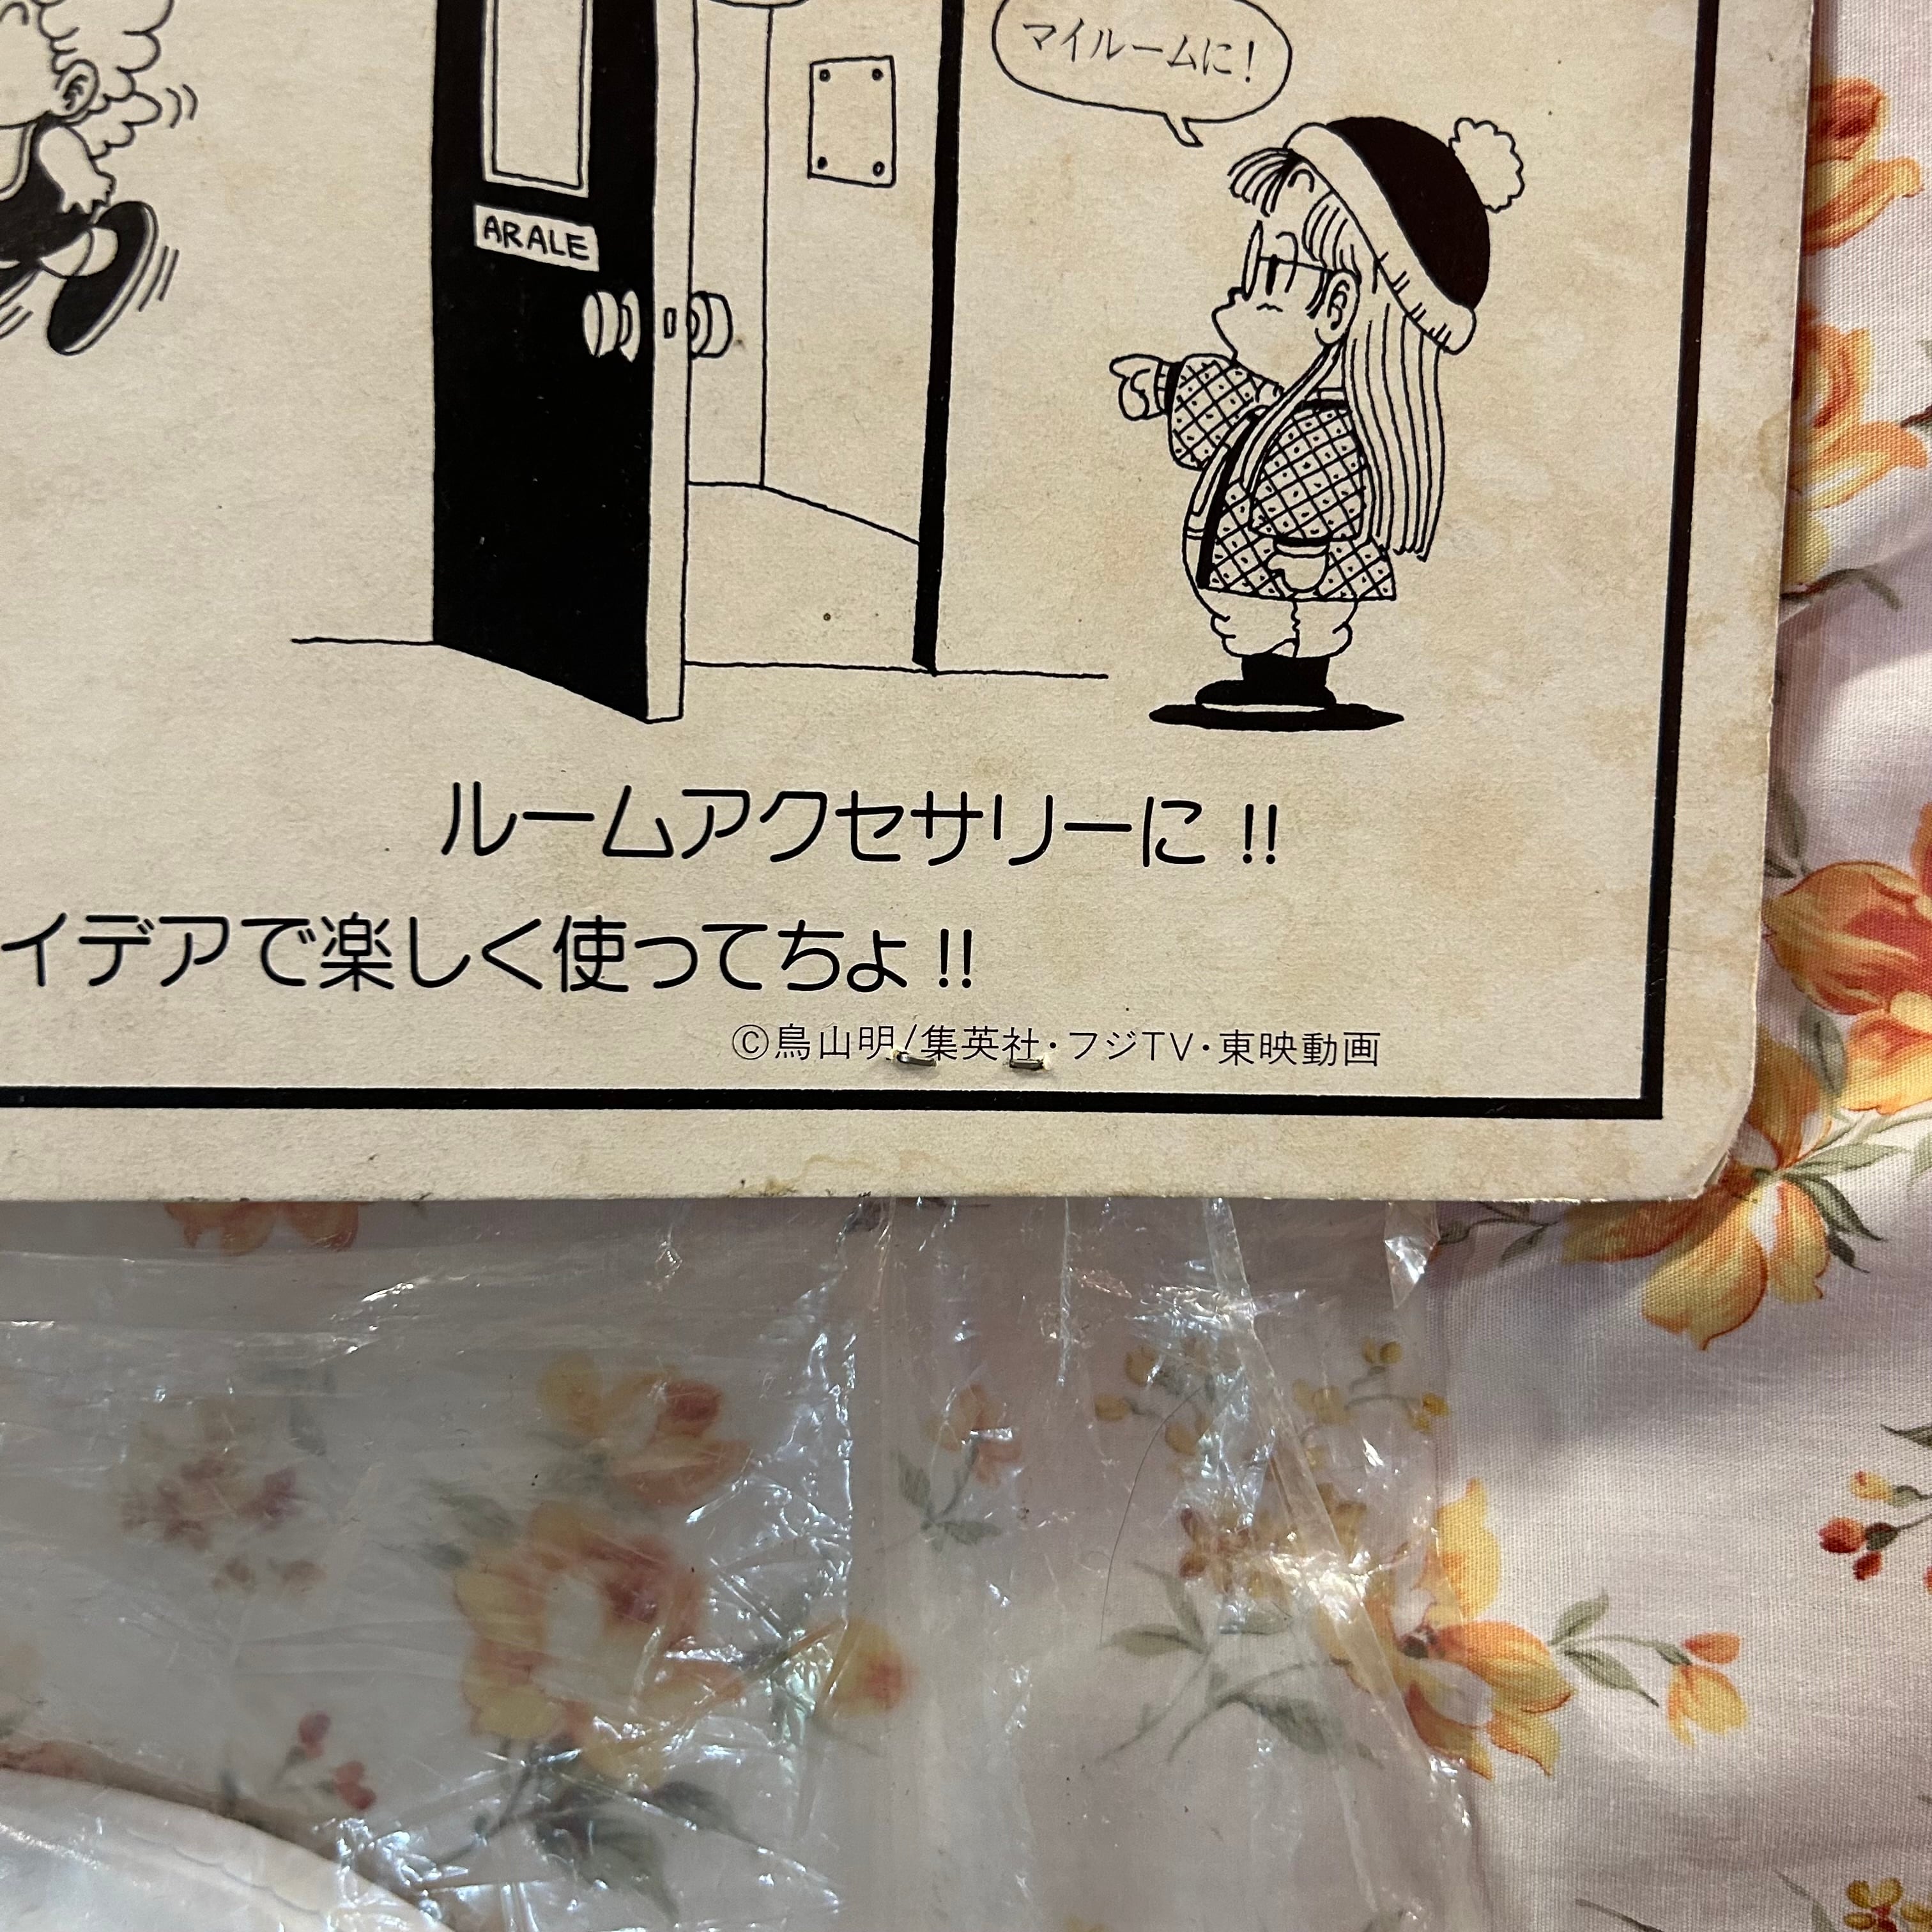 マイルームに!
ARALE
ルームアクセサリーに!!
イデアで楽しく使ってちょ!!
©鳥山明/集英社・フジTV・東映動画